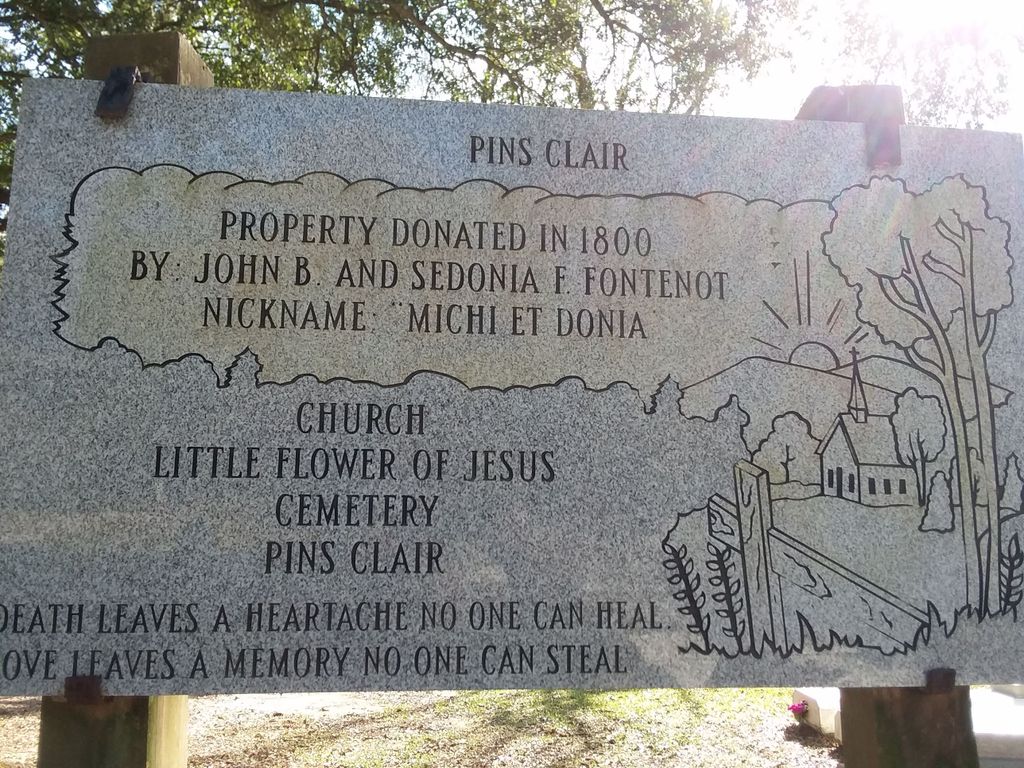 PINS CLAIR
PROPERTY DONATED IN 1800
BY: JOHN B. AND SEDONIA F. FONTENOT
NICKNAME: "MICHI ET DONIA
CHURCH
LITTLE FLOWER OF JESUS
CEMETERY
PINS CLAIR
DEATH LEAVES A HEARTACHE NO ONE CAN HEAL.
OVE LEAVES A MEMORY NO ONE CAN STEAL